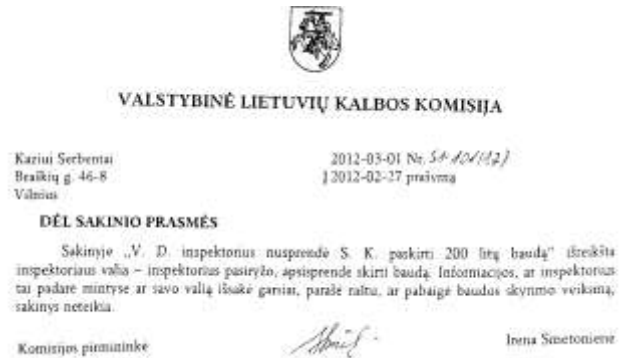 VALSTYBINĖ LIETUVIŲ KALBOS KOMISIJA
Kaziui Serbentai
46-8
Vilnius
2012-03-01 Nr.
Į 2012-02-27 prašymą
DĖL SAKINIO PRASMĖS
Sakinyje „V. D. inspektorius nusprendė S. K. paskirti 200 litų baudą“ išreikšta
inspektoriaus valia – inspektorius pasiryžo, apsisprendė skirti baudą. Informacijos, ar inspektorius
tai padarė mintyse ar savo valią išsakė garsiai, parašė raštu, ar pabaigė baudos skyrimo veiksmą,
sakinys neteikia.
Komisijos pirmininkė
Irena Smetonienė